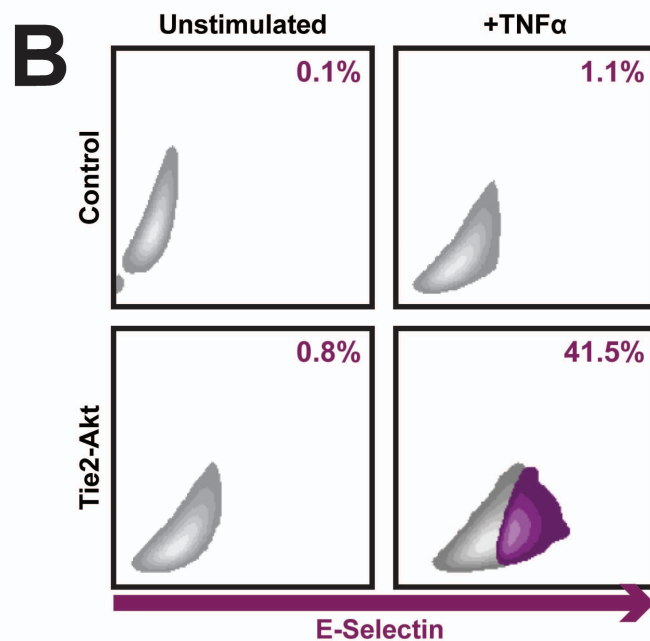 B
Unstimulated
+TNFα
Control
0.1%
1.1%
Tie2-Akt
0.8%
41.5%
E-Selectin